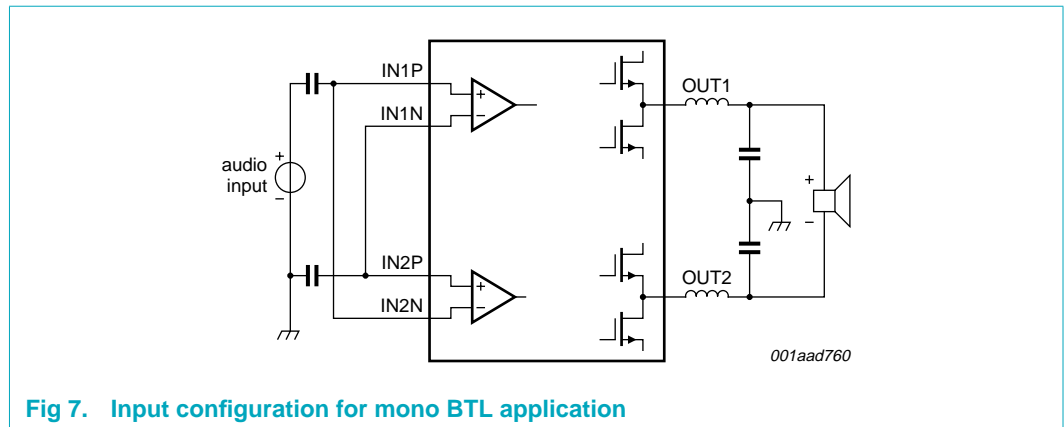 IN1P
IN1N
OUT1
+
−
audio
input
+
−
+
−
IN2P
IN2N
+
−
OUT2
001aad760
Fig 7. Input configuration for mono BTL application